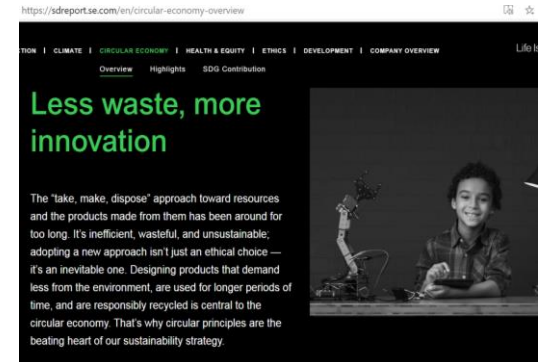 https://sdreport.se.com/en/circular-economy-overview
TION | CLIMATE | CIRCULAR ECONOMY | HEALTH & EQUITY | ETHICS | DEVELOPMENT | COMPANY OVERVIEW
Life Is
Overview Highlights SDG Contribution
Less waste, more
innovation
The "take, make, dispose" approach toward resources
and the products made from them has been around for
too long. It's inefficient, wasteful, and unsustainable;
adopting a new approach isn't just an ethical choice —
it's an inevitable one. Designing products that demand
less from the environment, are used for longer periods of
time, and are responsibly recycled is central to the
circular economy. That's why circular principles are the
beating heart of our sustainability strategy.